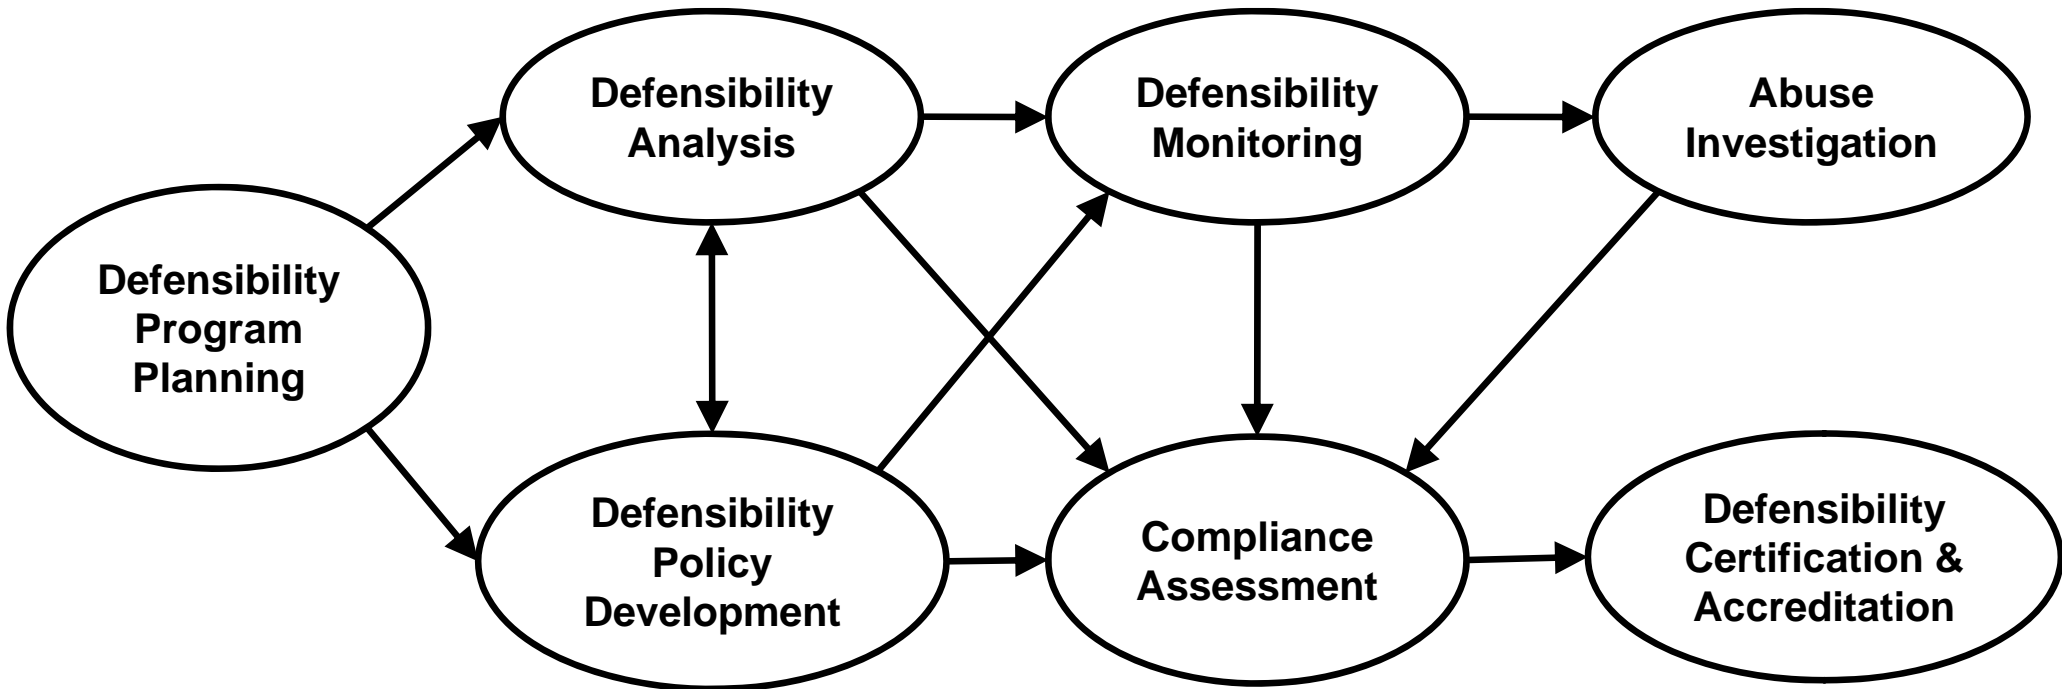 Defensibility
Analysis
Defensibility
Monitoring
Abuse
Investigation
Defensibility
Program
Planning
Defensibility
Policy
Development
Compliance
Assessment
Defensibility
Certification &
Accreditation